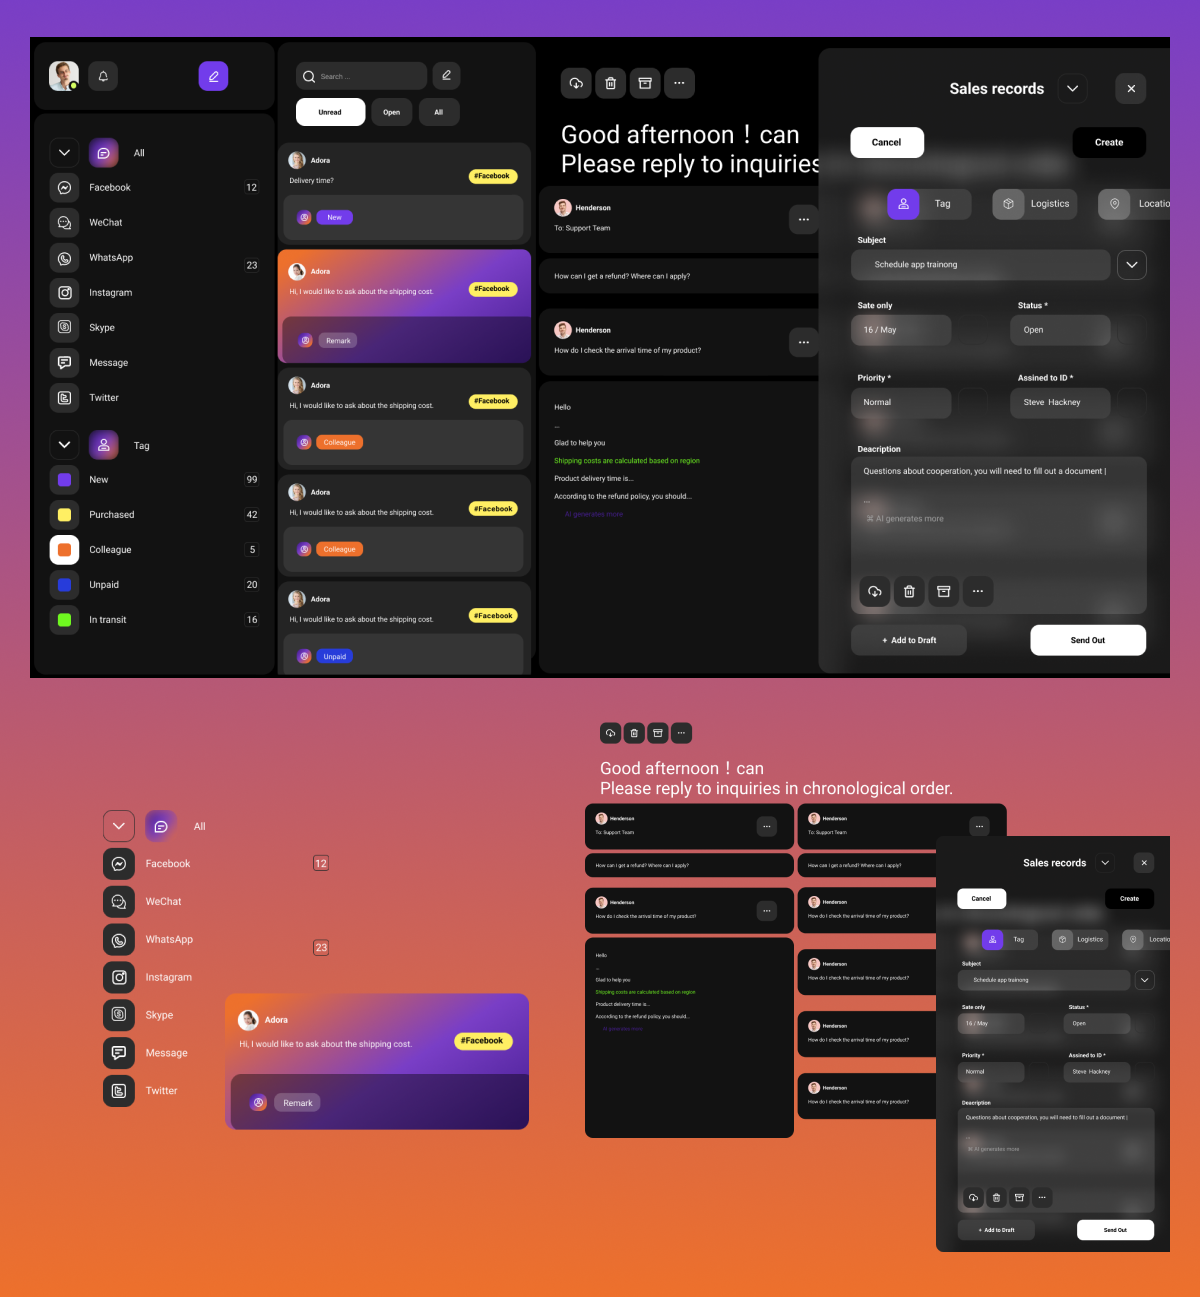 All
Facebook 12
WeChat
WhatsApp 23
Instagram
Skype
Message
Twitter
Tag
New 99
Purchased 42
Colleague 5
Unpaid 20
In transit 16
Search ...
Unread Open All
Adora
Delivery time?
#Facebook
New
Adora
Hi, I would like to ask about the shipping cost.
#Facebook
Remark
Adora
Hi, I would like to ask about the shipping cost.
#Facebook
Colleague
Adora
Hi, I would like to ask about the shipping cost.
#Facebook
Colleague
Adora
Hi, I would like to ask about the shipping cost.
#Facebook
Unpaid
Good afternoon ! can
Please reply to inquiries
Henderson
To: Support Team
How can I get a refund? Where can I apply?
Henderson
How do I check the arrival time of my product?
Hello
...
Glad to help you
Shipping costs are calculated based on region
Product delivery time is...
According to the refund policy, you should...
AI generates more
Sales records
Cancel Create
Tag Logistics Locatio
Subject
Schedule app trainong
Sate only Status *
16 / May Open
Priority * Assined to ID *
Normal Steve Hackney
Deacription
Questions about cooperation, you will need to fill out a document |
...
⌘ AI generates more
+ Add to Draft Send Out
All
Facebook 12
WeChat
WhatsApp 23
Instagram
Skype
Message
Twitter
Adora
Hi, I would like to ask about the shipping cost.
#Facebook
Remark
Good afternoon ! can
Please reply to inquiries in chronological order.
Henderson
To: Support Team
How can I get a refund? Where can I apply?
Henderson
How do I check the arrival time of my product?
Hello
...
Glad to help you
Shipping costs are calculated based on region
Product delivery time is...
According to the refund policy, you should...
AI generates more
Henderson
To: Support Team
How can I get a refund? Where can I apply?
Henderson
How do I check the arrival time of my product?
Henderson
How do I check the arrival time of my product?
Henderson
How do I check the arrival time of my product?
Henderson
How do I check the arrival time of my product?
Sales records
Cancel Create
Tag Logistics Locatio
Subject
Schedule app trainong
Sate only Status *
16 / May Open
Priority * Assined to ID *
Normal Steve Hackney
Deacription
Questions about cooperation, you will need to fill out a document |
...
⌘ AI generates more
+ Add to Draft Send Out